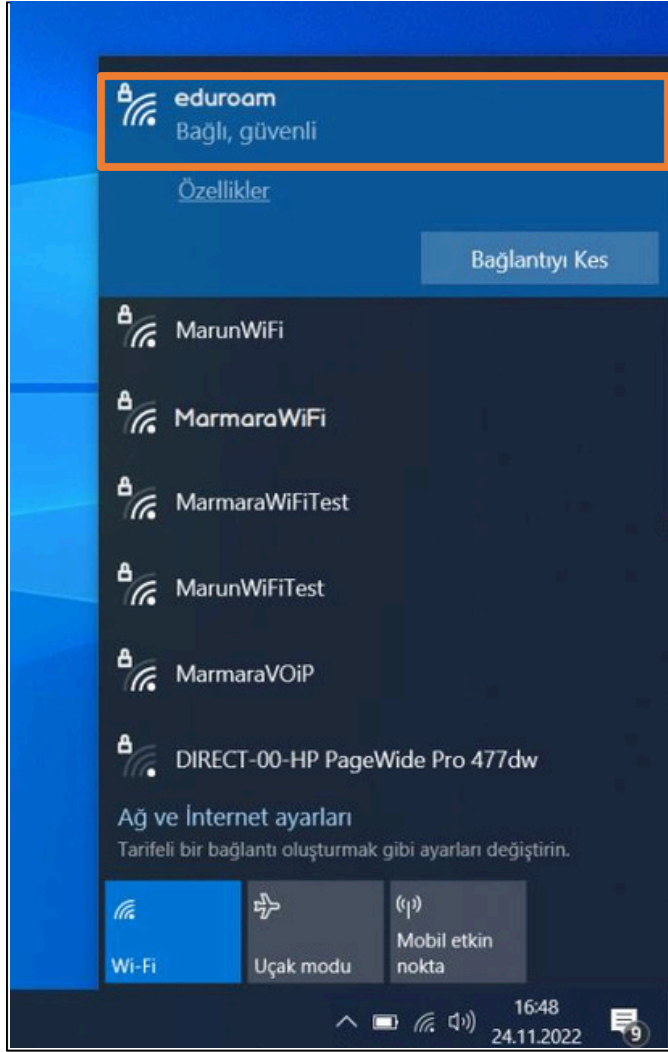 eduroam
Bağlı, güvenli
Özellikler
Bağlantıyı Kes
MarunWiFi
MarmaraWiFi
MarmaraWiFiTest
MarunWiFiTest
MarmaraVOiP
DIRECT-00-HP PageWide Pro 477dw
Ağ ve İnternet ayarları
Tarifeli bir bağlantı oluşturmak gibi ayarları değiştirin.
Wi-Fi
Uçak modu
Mobil etkin
nokta
16:48
24.11.2022
9